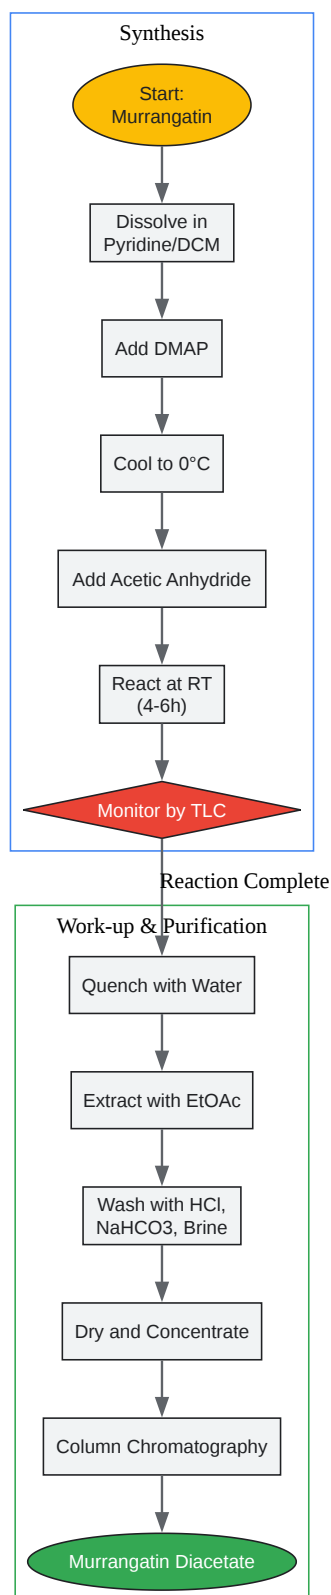 Synthesis
Start:
Murrangatin
Dissolve in
Pyridine/DCM
Add DMAP
Cool to 0°C
Add Acetic Anhydride
React at RT
(4-6h)
Monitor by TLC
Reaction Complete
Work-up & Purification
Quench with Water
Extract with EtOAc
Wash with HCl,
NaHCO3, Brine
Dry and Concentrate
Column Chromatography
Murrangatin Diacetate